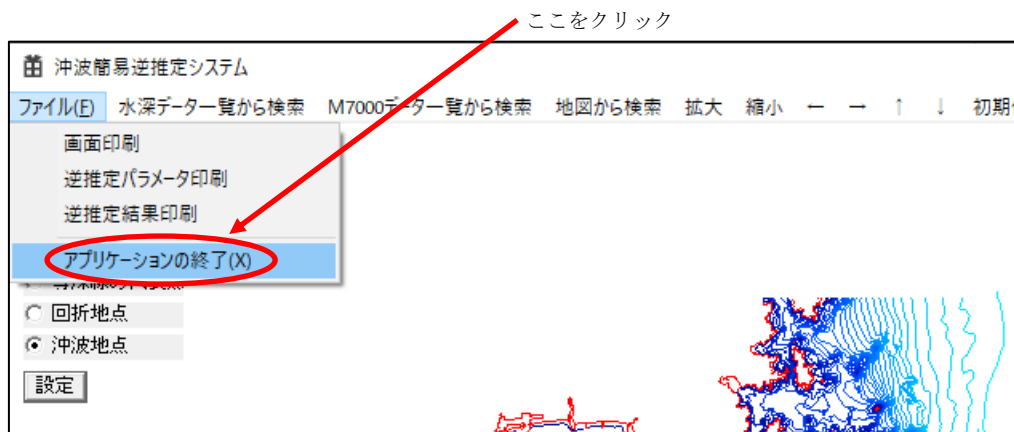 ここをクリック
沖波簡易逆推定システム
ファイル(F) 水深データ一覧から検索 M7000データ一覧から検索 地図から検索 拡大 縮小 ← → ↑ ↓ 初期
画面印刷
逆推定パラメータ印刷
逆推定結果印刷
アプリケーションの終了(X)
回折地点
沖波地点
設定